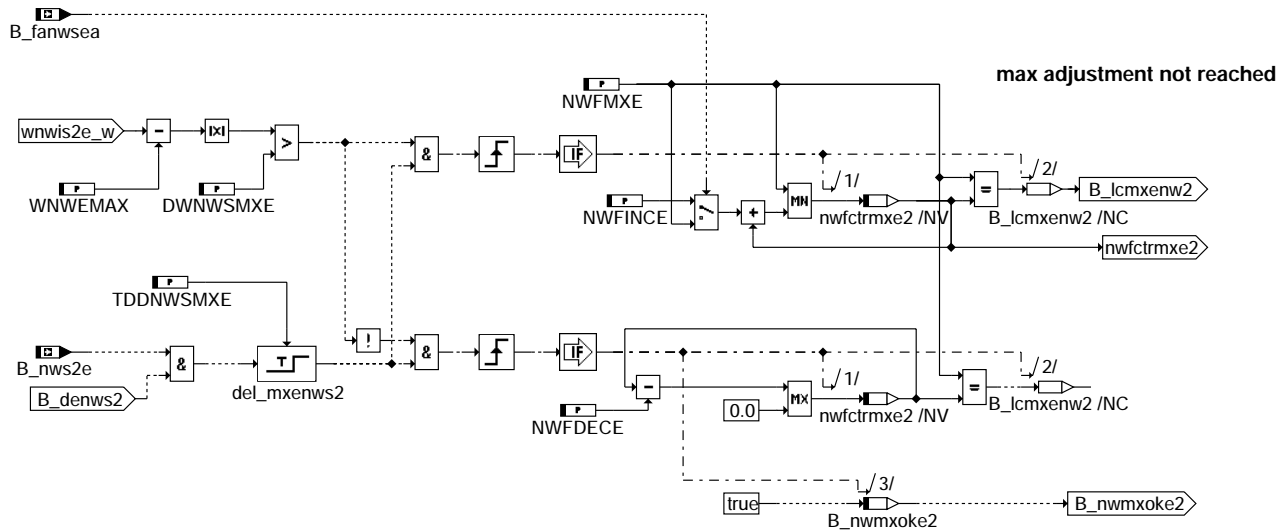 B_fanwsea
max adjustment not reached
P
NWFMXE
wnwis2e_w
-
|X|
>
&
IF
P
WNWEMAX
P
DWNWSMXE
/2/
B_lcmxenw2
P
NWFINCE
MN
/1/
=
+
nwfctrmxe2 /NV
B_lcmxenw2 /NC
nwfctrmxe2
P
TDDNWSMXE
!
&
IF
B_nws2e
&
T
B_denws2
del_mxenws2
/2/
-
MX
/1/
=
P
NWFDECE
0.0
nwfctrmxe2 /NV
B_lcmxenw2 /NC
/3/
true
B_nwmxoke2
B_nwmxoke2